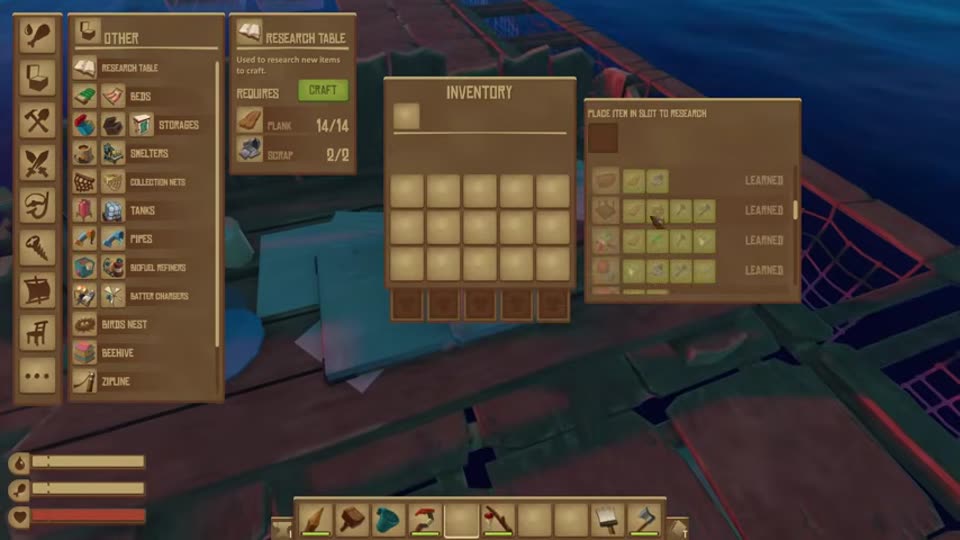 OTHER
RESEARCH TABLE
BEDS
STORAGES
SMELTERS
COLLECTION NETS
TANKS
PIPES
BIOFUEL REFINERS
BATTER CHARGERS
BIRDS NEST
BEEHIVE
ZIPLINE
RESEARCH TABLE
Used to research new items
to craft.
REQUIRES
CRAFT
PLANK 14/14
SCRAP 2/2
INVENTORY
PLACE ITEM IN SLOT TO RESEARCH
LEARNED
LEARNED
LEARNED
LEARNED